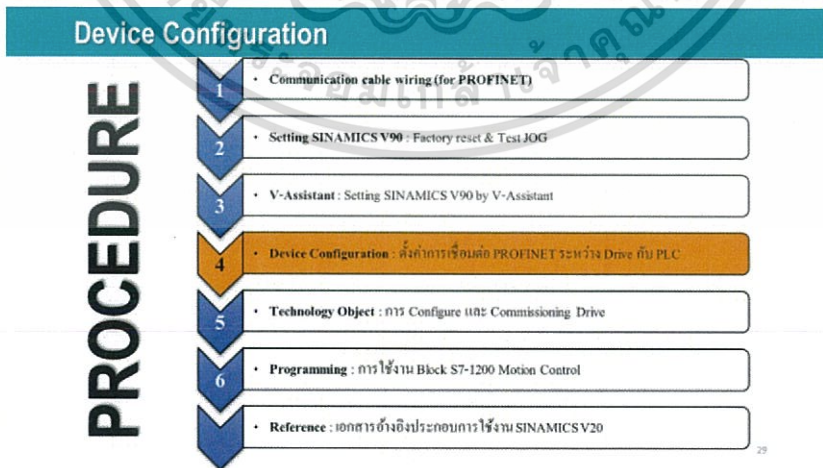 Device Configuration
PROCEDURE
1
• Communication cable wiring (for PROFINET)
2
• Setting SINAMICS V90 : Factory reset & Test JOG
3
• V-Assistant : Setting SINAMICS V90 by V-Assistant
4
• Device Configuration : ตั้งค่าการเชื่อมต่อ PROFINET ระหว่าง Drive กับ PLC
5
• Technology Object : การ Configure และ Commissioning Drive
6
• Programming : การใช้งาน Block S7-1200 Motion Control
• Reference : เอกสารอ้างอิงประกอบการใช้งาน SINAMICS V20
29